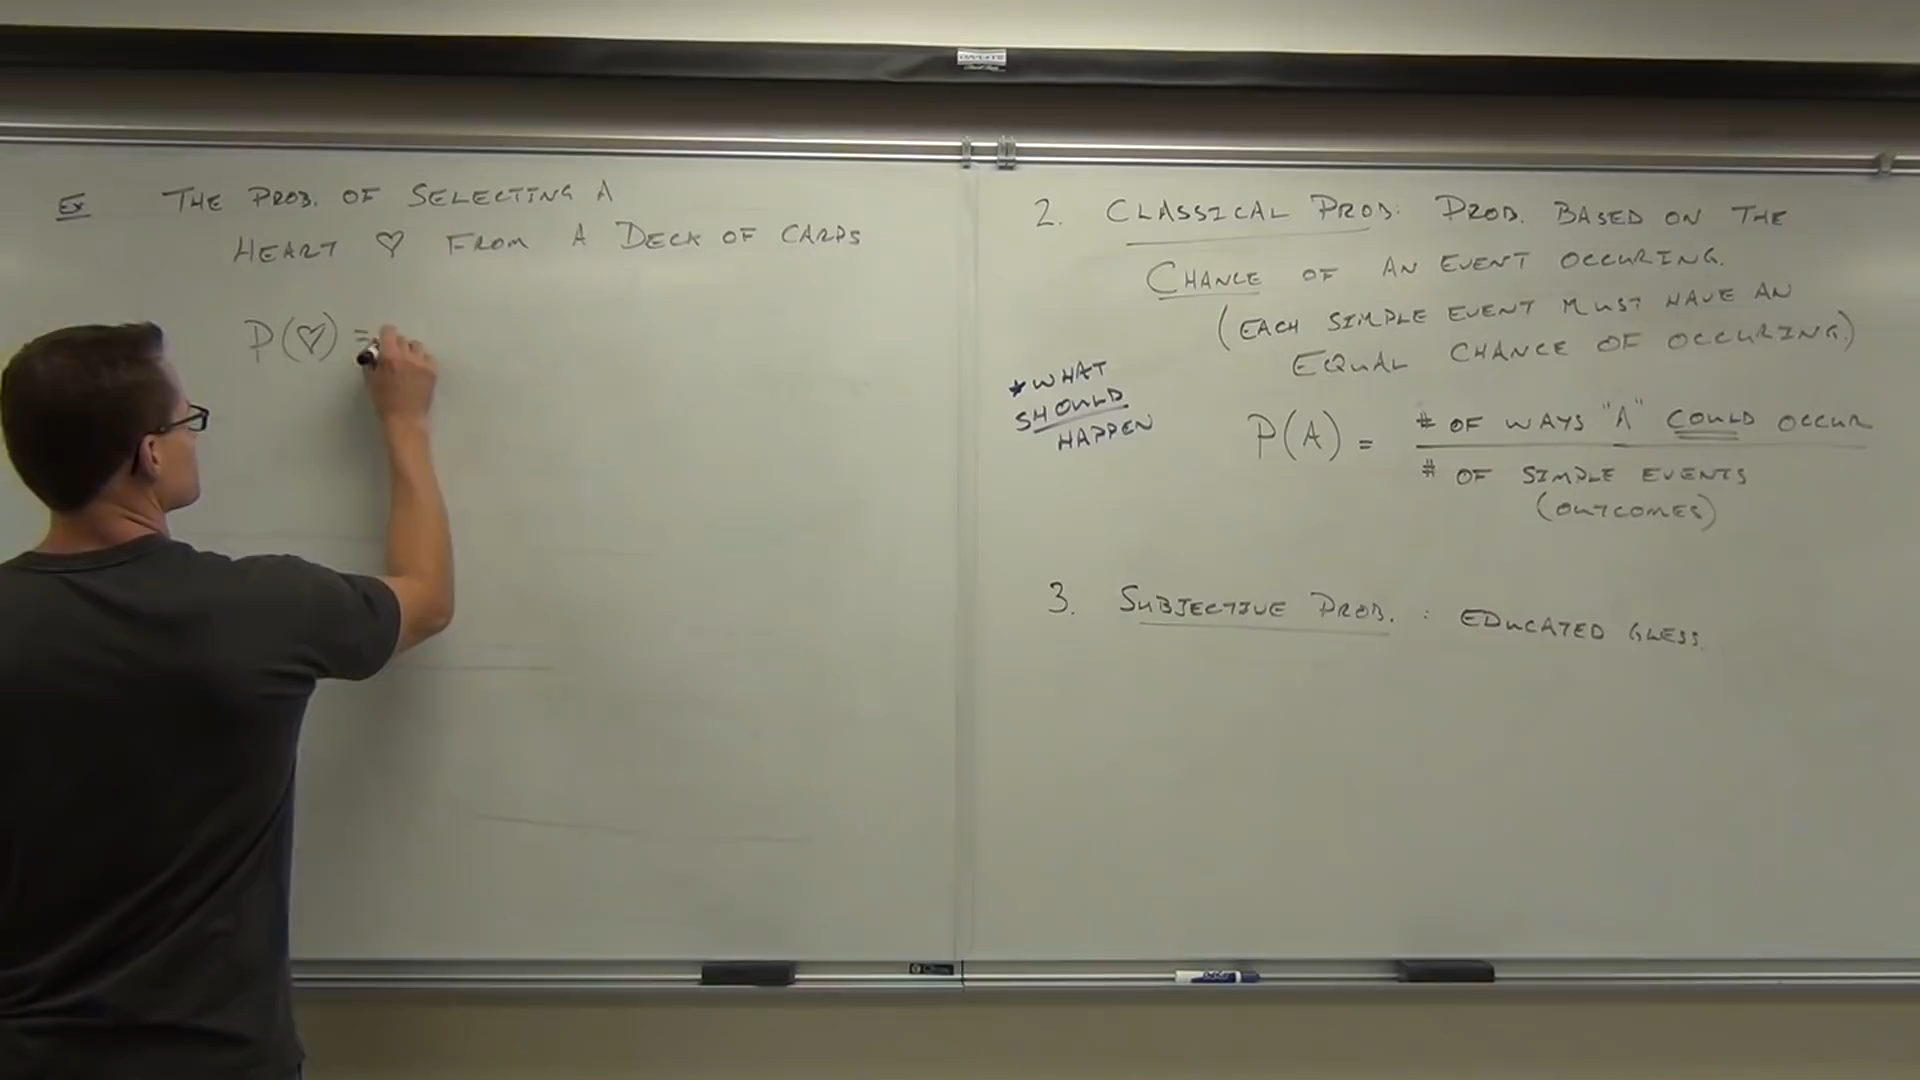 Ex THE PROB. OF SELECTING A
HEART ♡ FROM A DECK OF CARDS
P(♡) =
2. CLASSICAL PROB: PROB. BASED ON THE
CHANCE OF AN EVENT OCCURING.
(EACH SIMPLE EVENT MUST HAVE AN
EQUAL CHANCE OF OCCURING.)
* WHAT
SHOULD
HAPPEN
P(A) = # OF WAYS "A" COULD OCCUR
# OF SIMPLE EVENTS
(OUTCOMES)
3. SUBJECTIVE PROB. : EDUCATED GUESS.